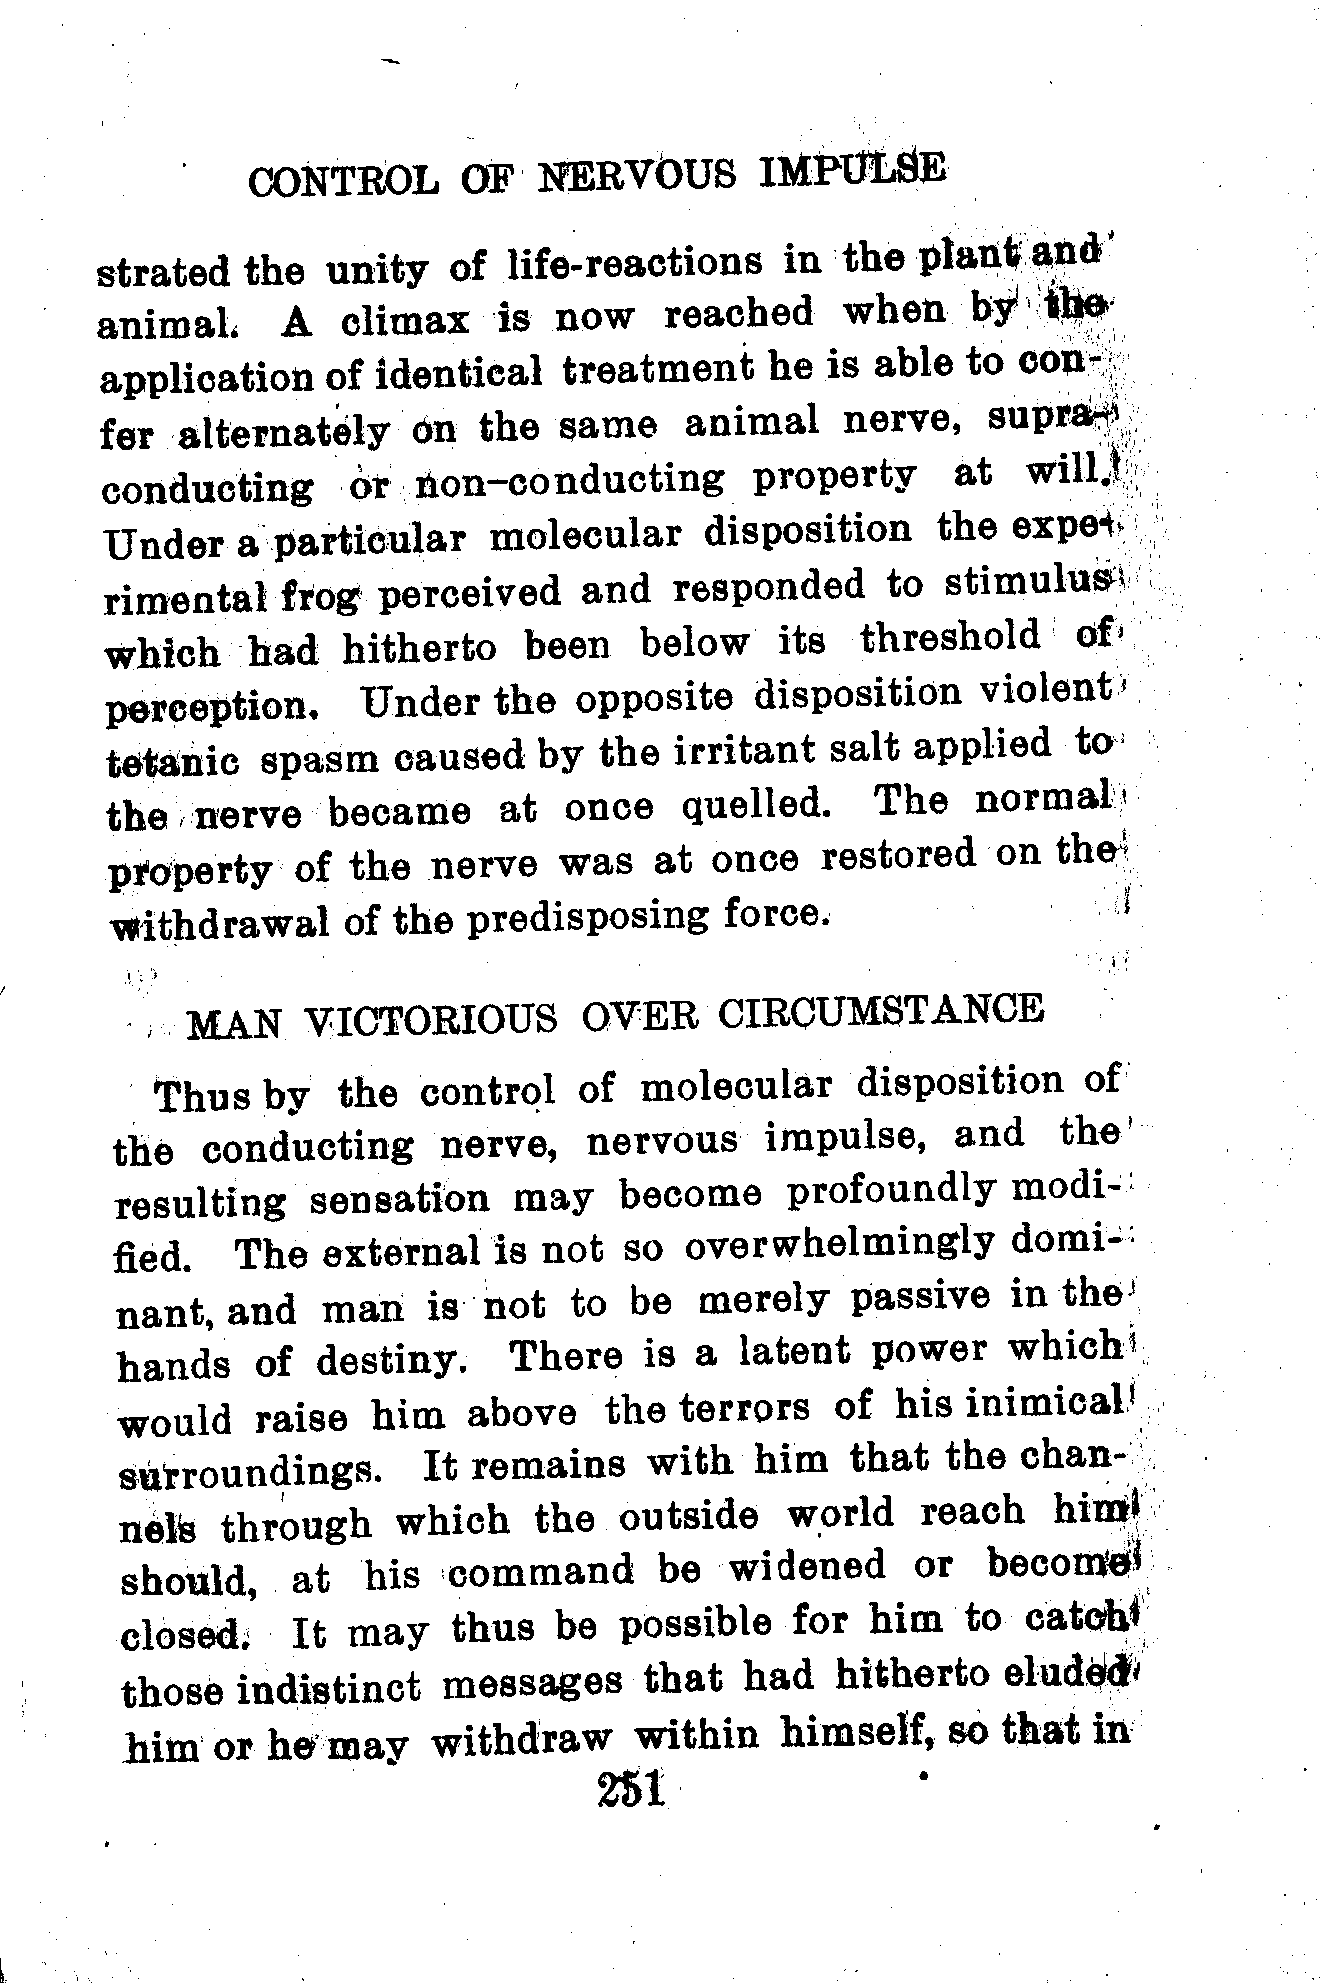 CONTROL OF NERVOUS IMPULSE
strated the unity of life-reactions in the plant and
animal. A climax is now reached when by the
application of identical treatment he is able to con-
fer alternately on the same animal nerve, supra-
conducting or non-conducting property at will.
Under a particular molecular disposition the expe-
rimental frog perceived and responded to stimulus
which had hitherto been below its threshold of
perception. Under the opposite disposition violent
tetanic spasm caused by the irritant salt applied to
the nerve became at once quelled. The normal
property of the nerve was at once restored on the
withdrawal of the predisposing force.
MAN VICTORIOUS OVER CIRCUMSTANCE
Thus by the control of molecular disposition of
the conducting nerve, nervous impulse, and the
resulting sensation may become profoundly modi-
fied. The external is not so overwhelmingly domi-
nant, and man is not to be merely passive in the
hands of destiny. There is a latent power which
would raise him above the terrors of his inimical
surroundings. It remains with him that the chan-
nels through which the outside world reach him
should, at his command be widened or become
closed. It may thus be possible for him to catch
those indistinct messages that had hitherto eluded
him or he may withdraw within himself, so that in
251